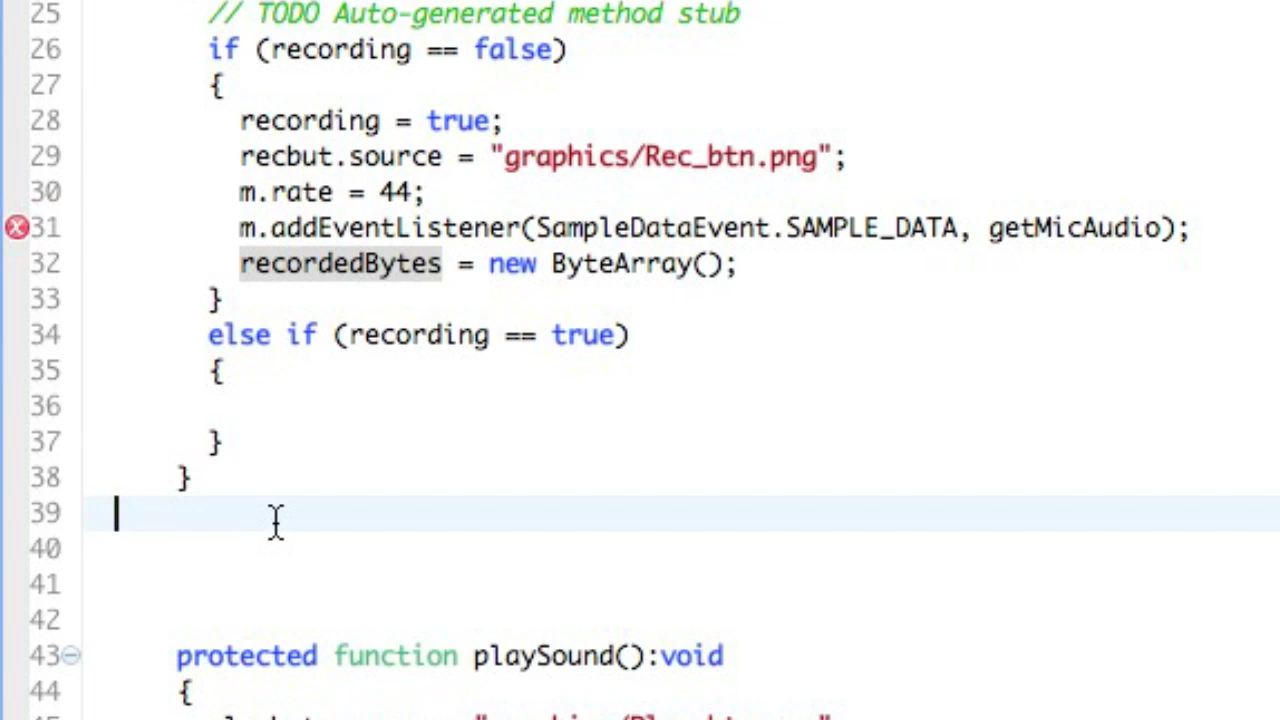 25 // TODO Auto-generated method stub
26 if (recording == false)
27 {
28 recording = true;
29 recbut.source = "graphics/Rec_btn.png";
30 m.rate = 44;
31 m.addEventListener(SampleDataEvent.SAMPLE_DATA, getMicAudio);
32 recordedBytes = new ByteArray();
33 }
34 else if (recording == true)
35 {
36
37 }
38 }
39
40
41
42
43 protected function playSound():void
44 {